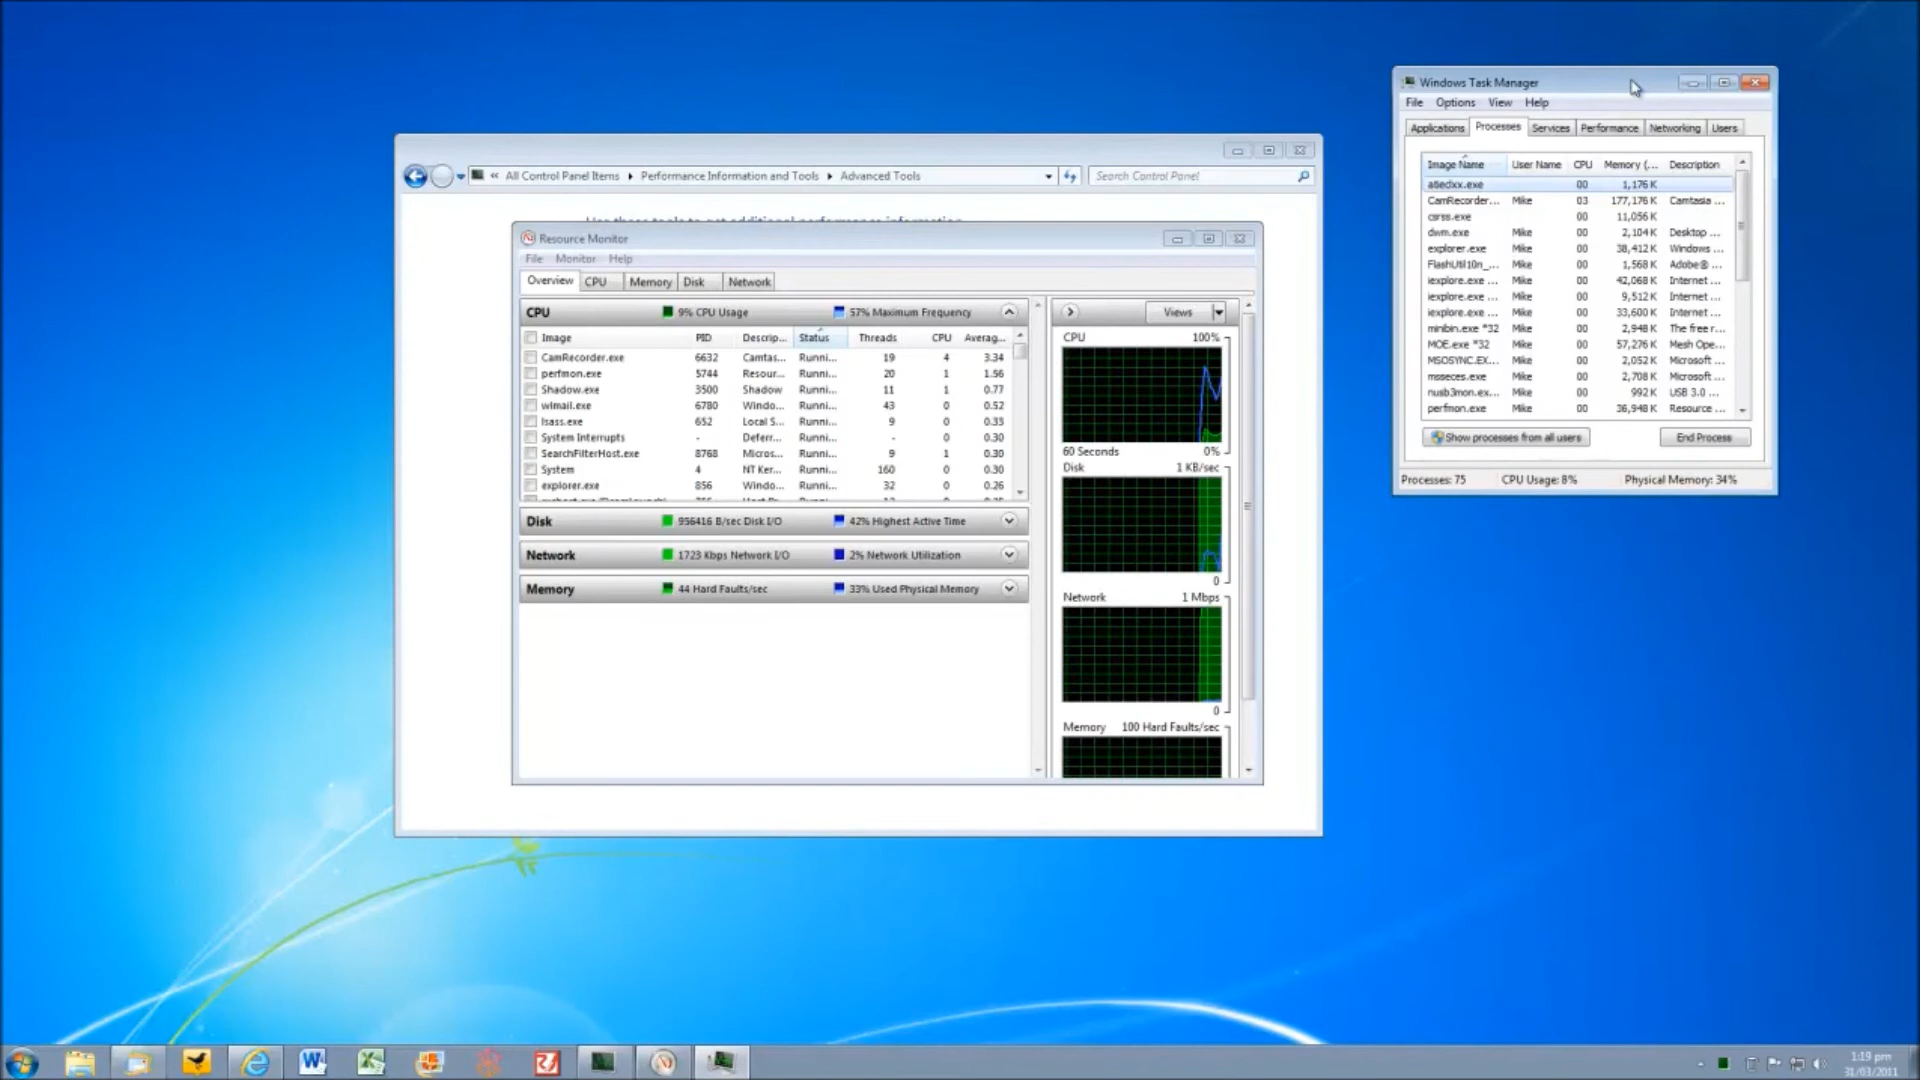 « All Control Panel Items ▸ Performance Information and Tools ▸ Advanced Tools
Search Control Panel
Use these tools to get additional performance information
Resource Monitor
File Monitor Help
Overview CPU Memory Disk Network
CPU 9% CPU Usage 57% Maximum Frequency
Image PID Descrip... Status Threads CPU Averag...
CamRecorder.exe 6632 Camtas... Runni... 19 4 3.34
perfmon.exe 5744 Resour... Runni... 20 1 1.56
Shadow.exe 3500 Shadow Runni... 11 1 0.77
wlmail.exe 6780 Windo... Runni... 43 0 0.52
lsass.exe 652 Local S... Runni... 9 0 0.33
System Interrupts - Deferr... Runni... - 0 0.30
SearchFilterHost.exe 8768 Micros... Runni... 9 1 0.30
System 4 NT Ker... Runni... 160 0 0.30
explorer.exe 856 Windo... Runni... 32 0 0.26
Disk 956416 B/sec Disk I/O 42% Highest Active Time
Network 1723 Kbps Network I/O 2% Network Utilization
Memory 44 Hard Faults/sec 33% Used Physical Memory
Views
CPU 100%
60 Seconds 0%
Disk 1 KB/sec
0
Network 1 Mbps
0
Memory 100 Hard Faults/sec
Windows Task Manager
File Options View Help
Applications Processes Services Performance Networking Users
Image Name User Name CPU Memory (... Description
atiedxx.exe 00 1,176 K
CamRecorder... Mike 03 177,176 K Camtasia ...
csrss.exe 00 11,056 K
dwm.exe Mike 00 2,104 K Desktop ...
explorer.exe Mike 00 38,412 K Windows ...
FlashUtil10n_... Mike 00 1,568 K Adobe® ...
iexplore.exe ... Mike 00 42,068 K Internet ...
iexplore.exe ... Mike 00 9,512 K Internet ...
iexplore.exe ... Mike 00 33,600 K Internet ...
minibin.exe *32 Mike 00 2,948 K The free r...
MOE.exe *32 Mike 00 57,276 K Mesh Ope...
MSOSYNC.EX... Mike 00 2,052 K Microsoft ...
msseces.exe Mike 00 2,708 K Microsoft ...
nusb3mon.ex... Mike 00 992 K USB 3.0 ...
perfmon.exe Mike 00 36,948 K Resource ...
Show processes from all users End Process
Processes: 75 CPU Usage: 8% Physical Memory: 34%
1:19 pm
31/03/2011